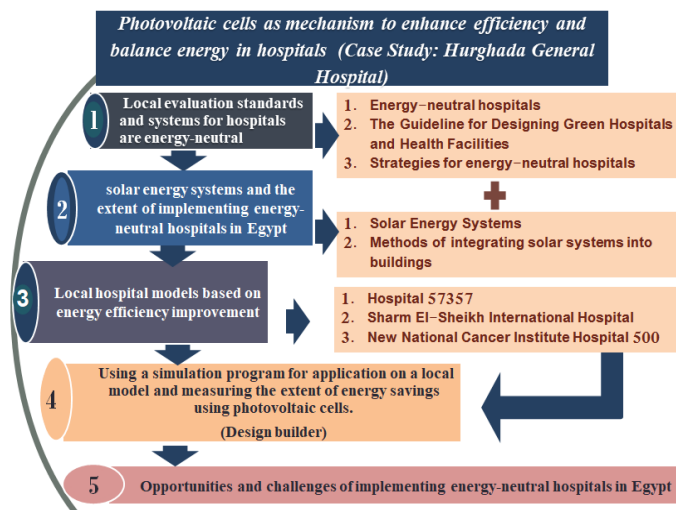 Photovoltaic cells as mechanism to enhance efficiency and
balance energy in hospitals (Case Study: Hurghada General
Hospital)
1
Local evaluation standards
and systems for hospitals
are energy-neutral
1. Energy-neutral hospitals
2. The Guideline for Designing Green Hospitals
and Health Facilities
3. Strategies for energy-neutral hospitals
2
solar energy systems and the
extent of implementing energy-
neutral hospitals in Egypt
1. Solar Energy Systems
2. Methods of integrating solar systems into
buildings
3
Local hospital models based on
energy efficiency improvement
1. Hospital 57357
2. Sharm El-Sheikh International Hospital
3. New National Cancer Institute Hospital 500
4
Using a simulation program for application on a local
model and measuring the extent of energy savings
using photovoltaic cells.
(Design builder)
5
Opportunities and challenges of implementing energy-neutral hospitals in Egypt